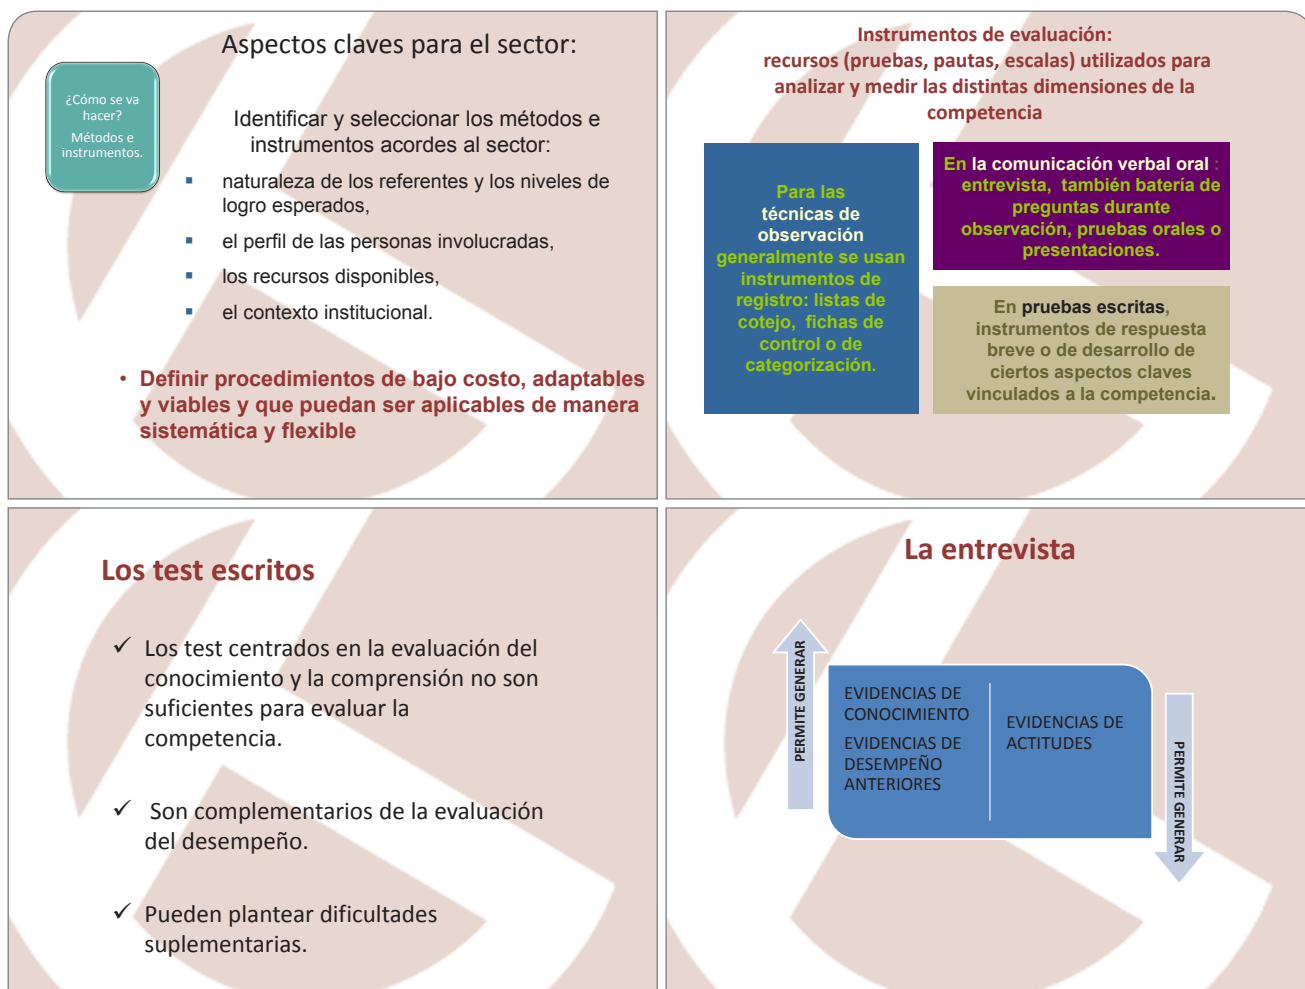 Aspectos claves para el sector:
¿Cómo se va
hacer?
Métodos e
instrumentos.
Identificar y seleccionar los métodos e
instrumentos acordes al sector:
▪ naturaleza de los referentes y los niveles de
logro esperados,
▪ el perfil de las personas involucradas,
▪ los recursos disponibles,
▪ el contexto institucional.
• Definir procedimientos de bajo costo, adaptables
y viables y que puedan ser aplicables de manera
sistemática y flexible
Instrumentos de evaluación:
recursos (pruebas, pautas, escalas) utilizados para
analizar y medir las distintas dimensiones de la
competencia
Para las
técnicas de
observación
generalmente se usan
instrumentos de
registro: listas de
cotejo, fichas de
control o de
categorización.
En la comunicación verbal oral :
entrevista, también batería de
preguntas durante
observación, pruebas orales o
presentaciones.
En pruebas escritas,
instrumentos de respuesta
breve o de desarrollo de
ciertos aspectos claves
vinculados a la competencia.
Los test escritos
✓ Los test centrados en la evaluación del
conocimiento y la comprensión no son
suficientes para evaluar la
competencia.
✓ Son complementarios de la evaluación
del desempeño.
✓ Pueden plantear dificultades
suplementarias.
La entrevista
PERMITE GENERAR
EVIDENCIAS DE
CONOCIMIENTO
EVIDENCIAS DE
DESEMPEÑO
ANTERIORES
EVIDENCIAS DE
ACTITUDES
PERMITE GENERAR